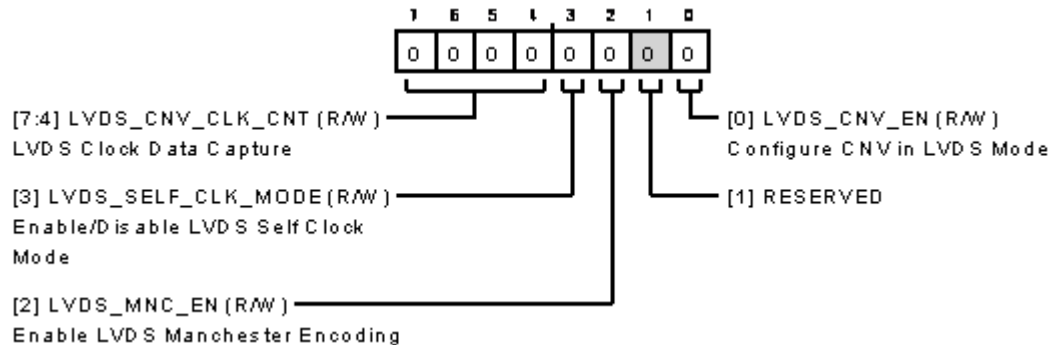 7 6 5 4 3 2 1 0
0 0 0 0 0 0 0 0
[7:4] LVDS_CNV_CLK_CNT (R/W)
LVDS Clock Data Capture
[0] LVDS_CNV_EN (R/W)
Configure CNV in LVDS Mode
[3] LVDS_SELF_CLK_MODE (R/W)
Enable/Disable LVDS Self Clock
Mode
[1] RESERVED
[2] LVDS_MNC_EN (R/W)
Enable LVDS Manchester Encoding